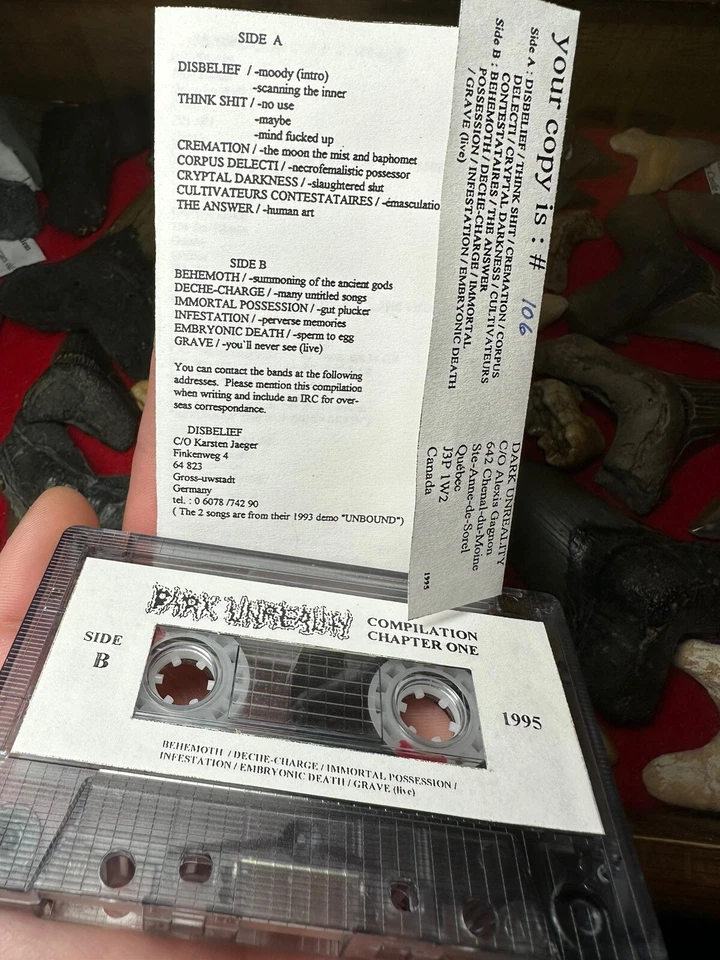 SIDE A
DISBELIEF / -moody (intro)
-scanning the inner
THINK SHIT / -no use
-maybe
-mind fucked up
CREMATION / -the moon the mist and baphomet
CORPUS DELECTI / -necrofemalistic possessor
CRYPTAL DARKNESS / -slaughtered slut
CULTIVATEURS CONTESTATAIRES / -émasculatio
THE ANSWER / -human art
SIDE B
BEHEMOTH / -summoning of the ancient gods
DECHE-CHARGE / -many untitled songs
IMMORTAL POSSESSION / -gut plucker
INFESTATION / -perverse memories
EMBRYONIC DEATH / -sperm to egg
GRAVE / -you'll never see (live)
You can contact the bands at the following
addresses. Please mention this compilation
when writing and include an IRC for over-
seas correspondance.
DISBELIEF
C/O Karsten Jaeger
Finkenweg 4
64 823
Gross-uwstadt
Germany
tel. : 0 6078 /742 90
( The 2 songs are from their 1993 demo "UNBOUND")
your copy is : # 106
Side A : DISBELIEF / THINK SHIT / CREMATION / CORPUS
DELECTI / CRYPTAL DARKNESS / CULTIVATEURS
CONTESTATAIRES / THE ANSWER
Side B : BEHEMOTH / DECHE-CHARGE / IMMORTAL
POSSESSION / INFESTATION / EMBRYONIC DEATH
/ GRAVE (live)
DARK UNREALITY
C/O Alexis Gagnon
642 Chenal-du-Moine
Ste-Anne-de-Sorel
Québec
J3P 1W2
Canada
1995
DARK UNREALITY
COMPILATION
CHAPTER ONE
SIDE
B
1995
BEHEMOTH / DECHE-CHARGE / IMMORTAL POSSESSION /
INFESTATION / EMBRYONIC DEATH / GRAVE (live)